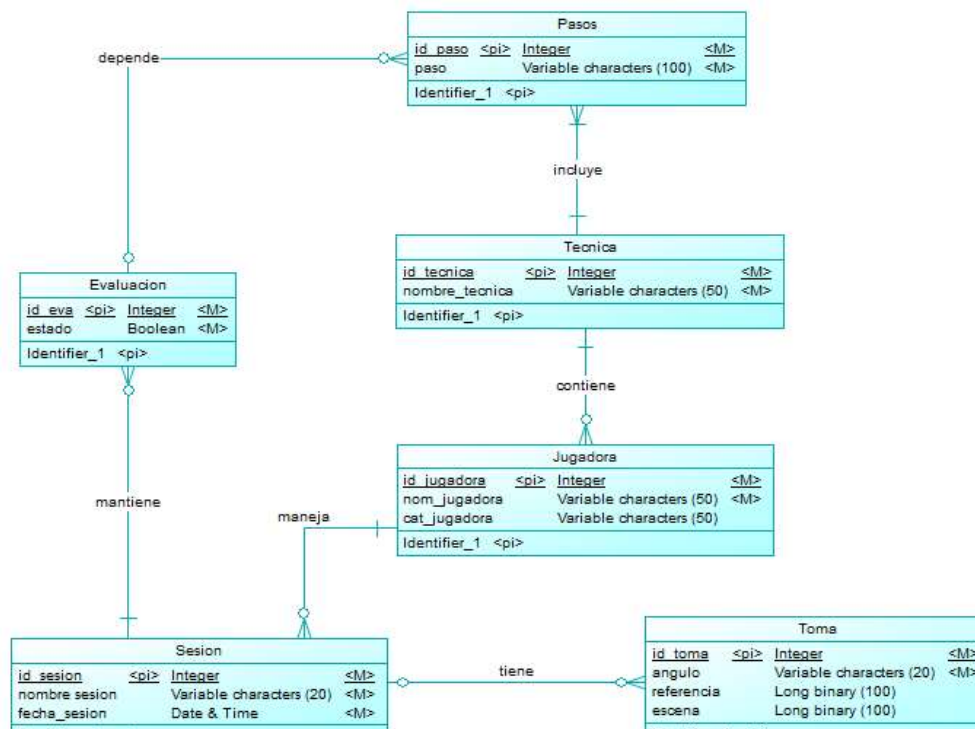 Pasos
id_paso <pi> Integer <M>
paso Variable characters (100) <M>
Identifier_1 <pi>
depende
incluye
Tecnica
id_tecnica <pi> Integer <M>
nombre_tecnica Variable characters (50) <M>
Identifier_1 <pi>
Evaluacion
id_eva <pi> Integer <M>
estado Boolean <M>
Identifier_1 <pi>
contiene
Jugadora
id_jugadora <pi> Integer <M>
nom_jugadora Variable characters (50) <M>
cat_jugadora Variable characters (50)
Identifier_1 <pi>
mantiene
maneja
Sesion
id_sesion <pi> Integer <M>
nombre sesion Variable characters (20) <M>
fecha_sesion Date & Time <M>
tiene
Toma
id_toma <pi> Integer <M>
angulo Variable characters (20) <M>
referencia Long binary (100)
escena Long binary (100)